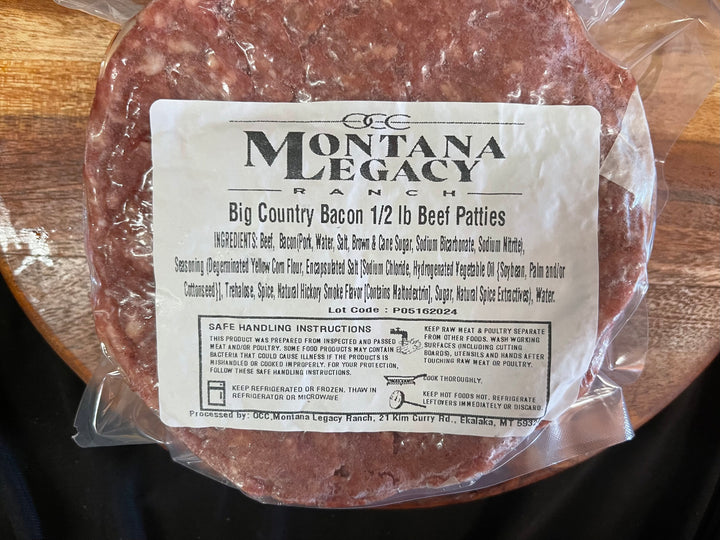 OCC
MONTANA
LEGACY
RANCH
Big Country Bacon 1/2 lb Beef Patties
INGREDIENTS: Beef, Bacon(Pork, Water, Salt, Brown & Cane Sugar, Sodium Bicarbonate, Sodium Nitrite),
Seasoning (Degerminated Yellow Corn Flour, Encapsulated Salt [Sodium Chloride, Hydrogenated Vegetable Oil {Soybean, Palm and/or
Cottonseed}], Trehalose, Spice, Natural Hickory Smoke Flavor [Contains Maltodextrin], Sugar, Natural Spice Extractives), Water.
Lot Code : P05162024
SAFE HANDLING INSTRUCTIONS
THIS PRODUCT WAS PREPARED FROM INSPECTED AND PASSED
MEAT AND/OR POULTRY. SOME FOOD PRODUCTS MAY CONTAIN
BACTERIA THAT COULD CAUSE ILLNESS IF THE PRODUCT IS
MISHANDLED OR COOKED IMPROPERLY. FOR YOUR PROTECTION,
FOLLOW THESE SAFE HANDLING INSTRUCTIONS.
KEEP REFRIGERATED OR FROZEN. THAW IN
REFRIGERATOR OR MICROWAVE
KEEP RAW MEAT & POULTRY SEPARATE
FROM OTHER FOODS. WASH WORKING
SURFACES (INCLUDING CUTTING
BOARDS), UTENSILS AND HANDS AFTER
TOUCHING RAW MEAT OR POULTRY.
COOK THOROUGHLY.
KEEP HOT FOODS HOT. REFRIGERATE
LEFTOVERS IMMEDIATELY OR DISCARD.
Processed by: OCC,Montana Legacy Ranch, 21 Kim Curry Rd., Ekalaka, MT